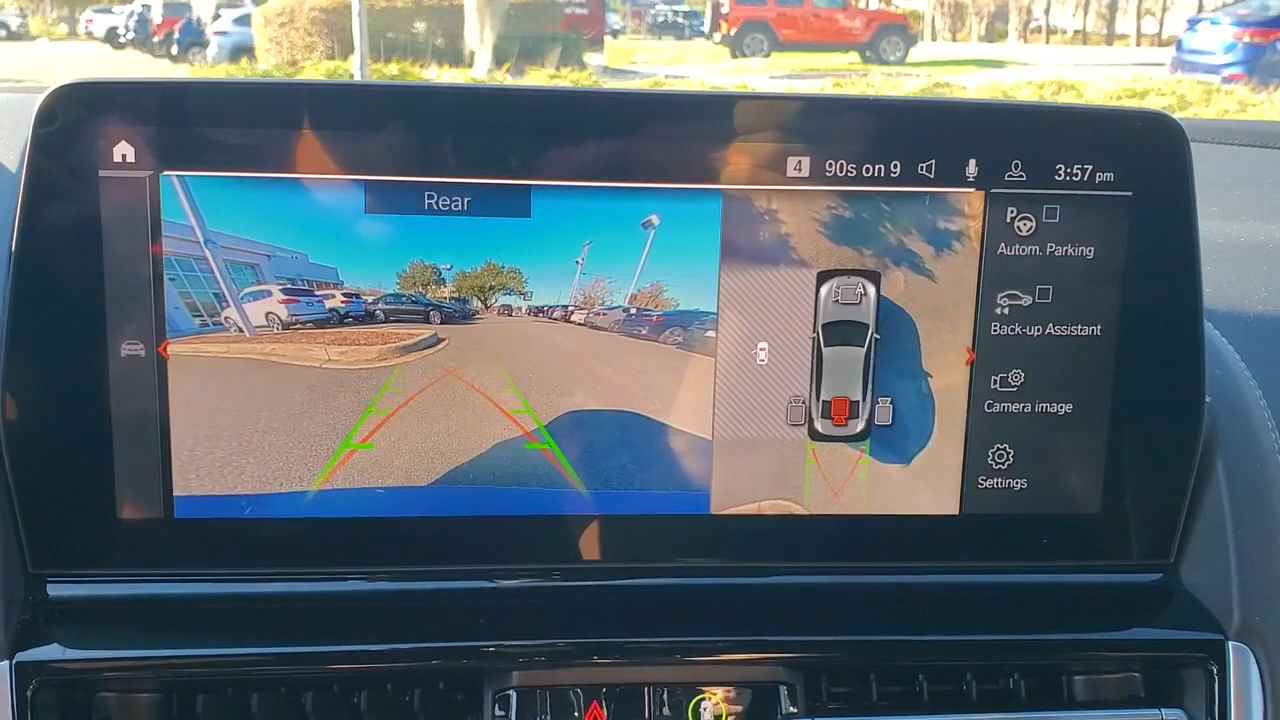 4 90s on 9 3:57 pm
Rear
A
P
Autom. Parking
Back-up Assistant
Camera image
Settings